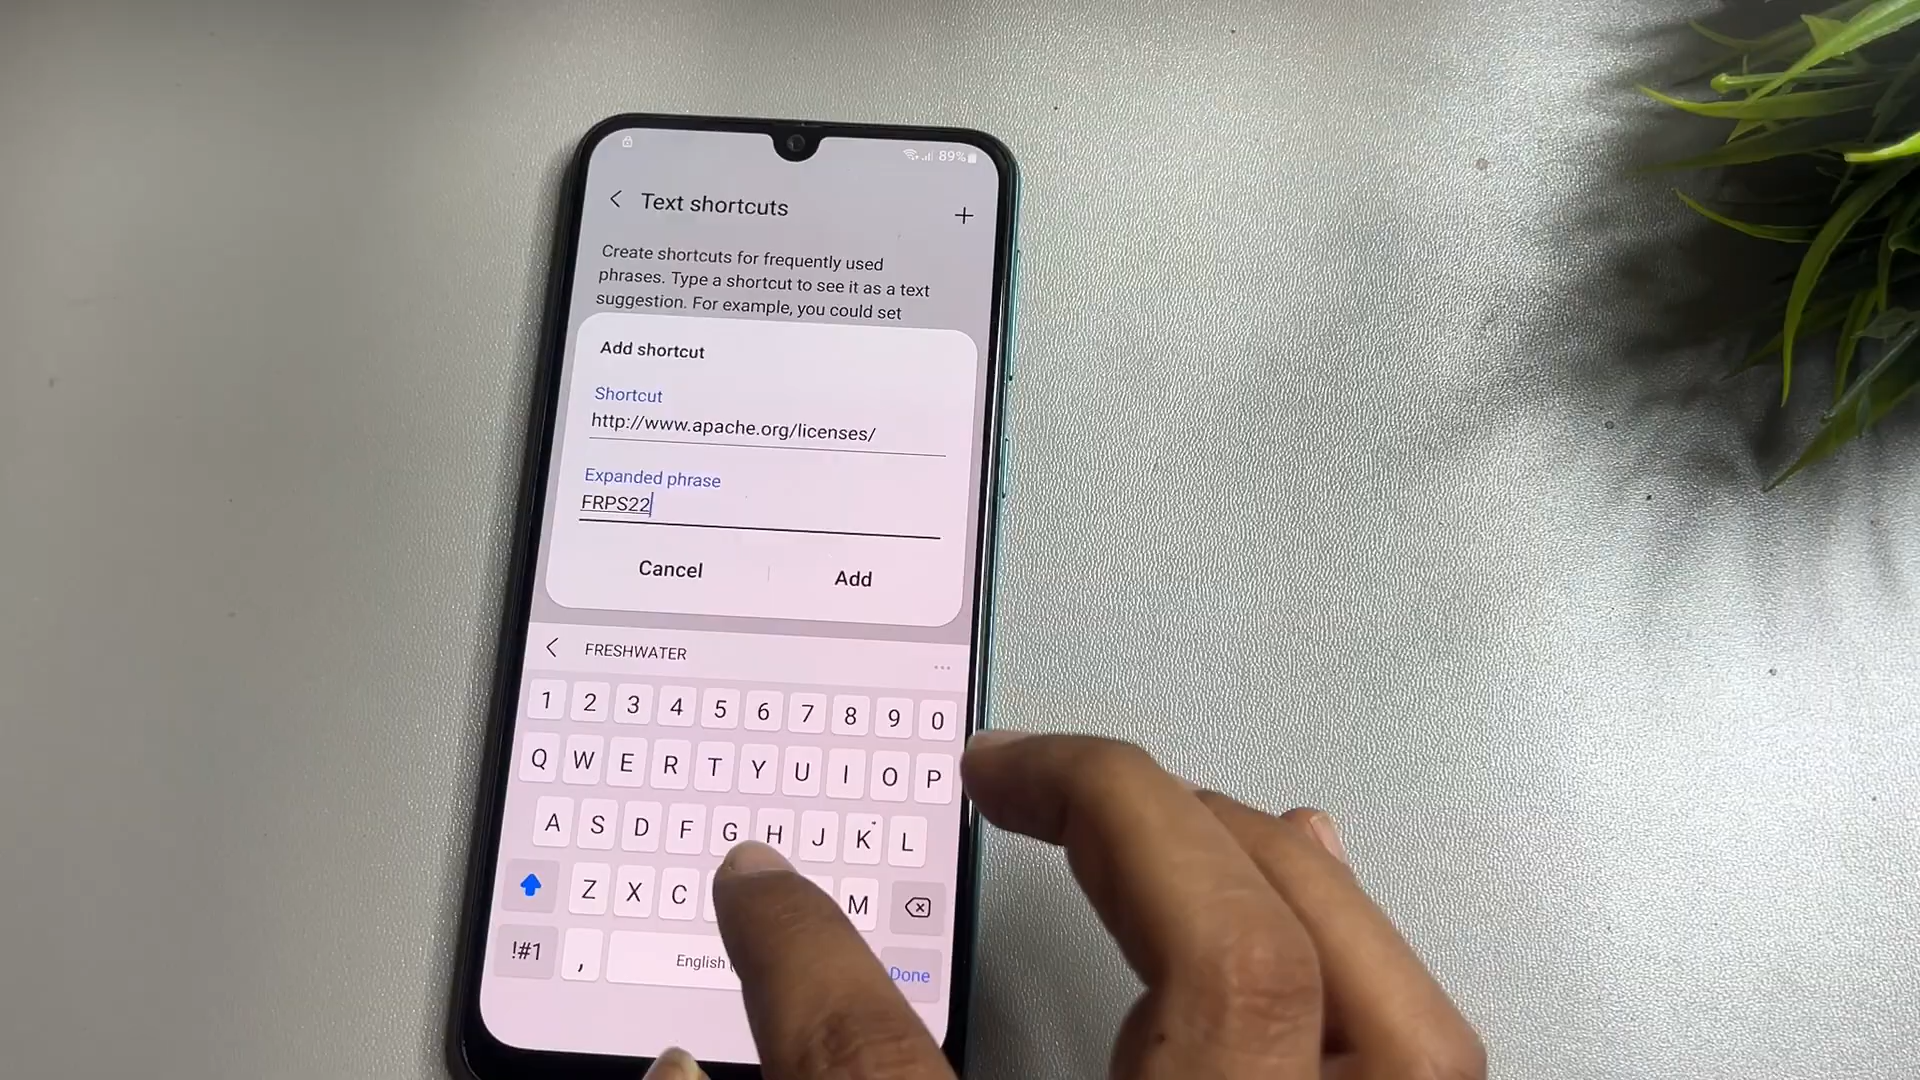 89%
Text shortcuts
+
Create shortcuts for frequently used
phrases. Type a shortcut to see it as a text
suggestion. For example, you could set
Add shortcut
Shortcut
http://www.apache.org/licenses/
Expanded phrase
FRPS22
Cancel
Add
FRESHWATER
...
1 2 3 4 5 6 7 8 9 0
Q W E R T Y U I O P
A S D F G H J K L
Z X C M
!#1 , English Done